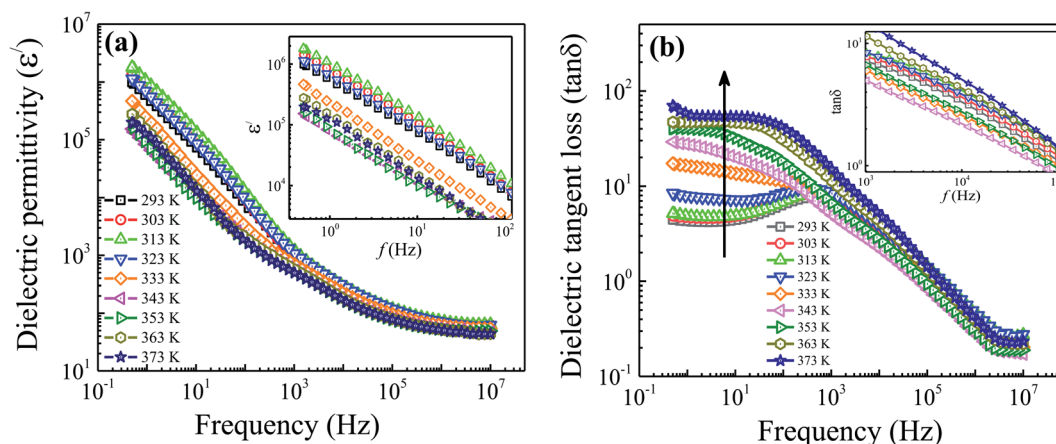 (a)
Dielectric permittivity (ε/)
10^7
10^5
10^3
10^1
10^-1 10^1 10^3 10^5 10^7
Frequency (Hz)
293 K
303 K
313 K
323 K
333 K
343 K
353 K
363 K
373 K
ε/
10^6
10^5
10^4
10^0 10^1 10^2
f (Hz)
(b)
Dielectric tangent loss (tanδ)
10^2
10^1
10^0
10^-1
10^-1 10^1 10^3 10^5 10^7
Frequency (Hz)
293 K
303 K
313 K
323 K
333 K
343 K
353 K
363 K
373 K
tanδ
10^1
10^0
10^3 10^4
f (Hz)